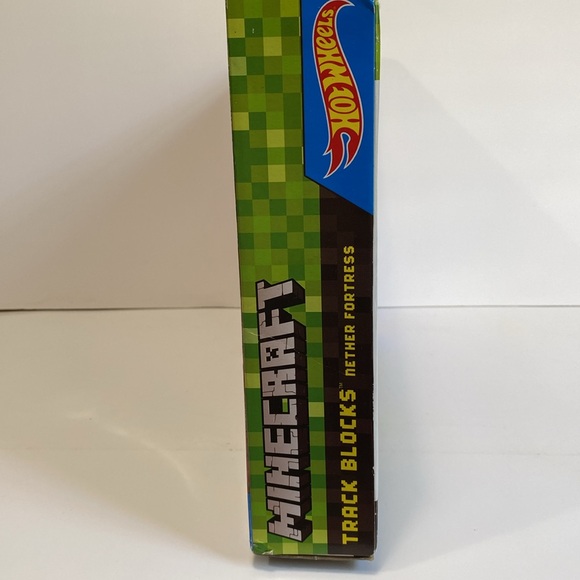 HOT WHEELS
MINECRAFT
TRACK BLOCKS™ NETHER FORTRESS